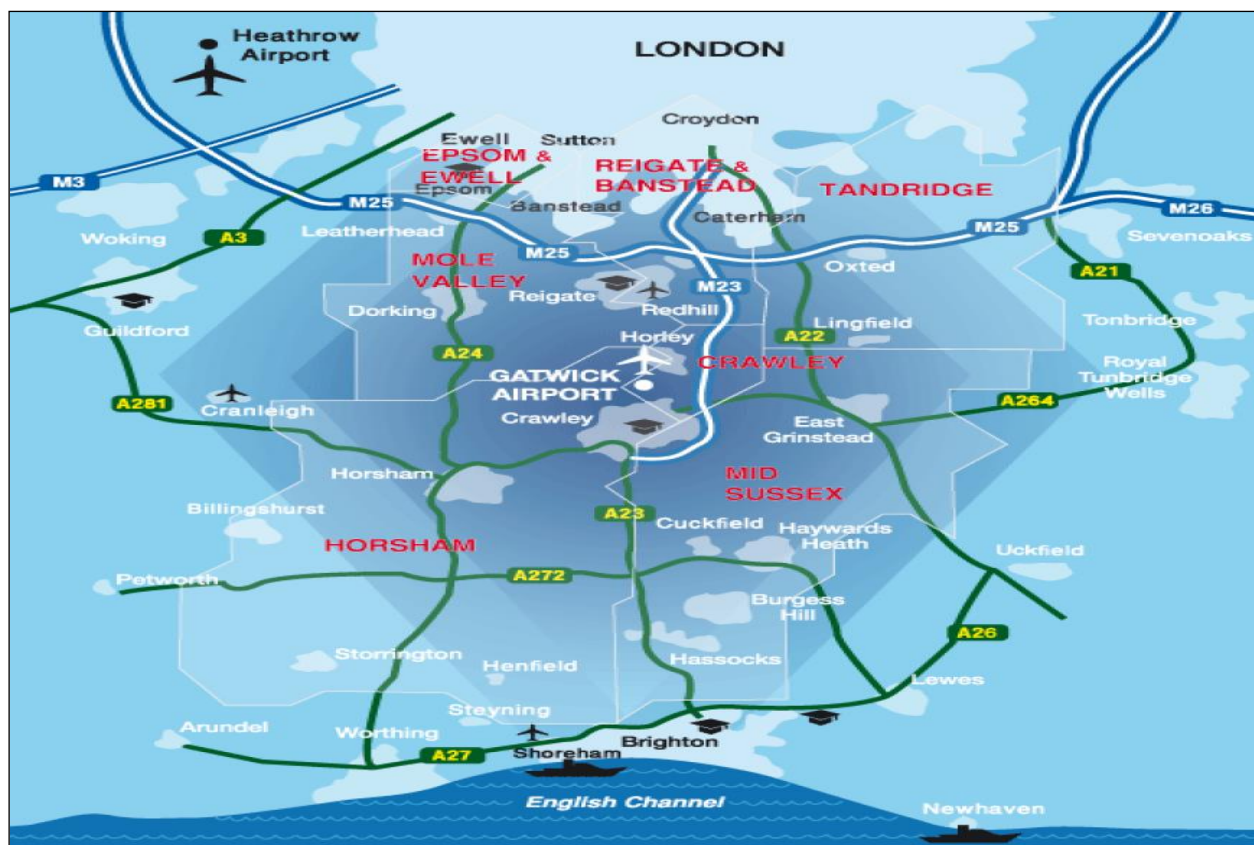 Heathrow
Airport
LONDON
Croydon
Ewell
Sutton
EPSOM &
EWELL
REIGATE &
BANSTEAD
TANDRIDGE
M3
Epsom
Banstead
Caterham
M25
M25
M25
M26
Woking
A3
Leatherhead
Sevenoaks
MOLE
VALLEY
Oxted
A21
Reigate
M23
Redhill
Dorking
Guildford
Horley
A22
Lingfield
Tonbridge
A24
CRAWLEY
Royal
Tunbridge
Wells
GATWICK
AIRPORT
A281
Cranleigh
Crawley
A264
East
Grinstead
Horsham
MID
SUSSEX
Billingshurst
A23
Cuckfield
Haywards
Heath
HORSHAM
Uckfield
Petworth
A272
Burgess
Hill
A26
Storrington
Henfield
Hassocks
Lewes
Steyning
Arundel
Worthing
Brighton
A27
Shoreham
English Channel
Newhaven